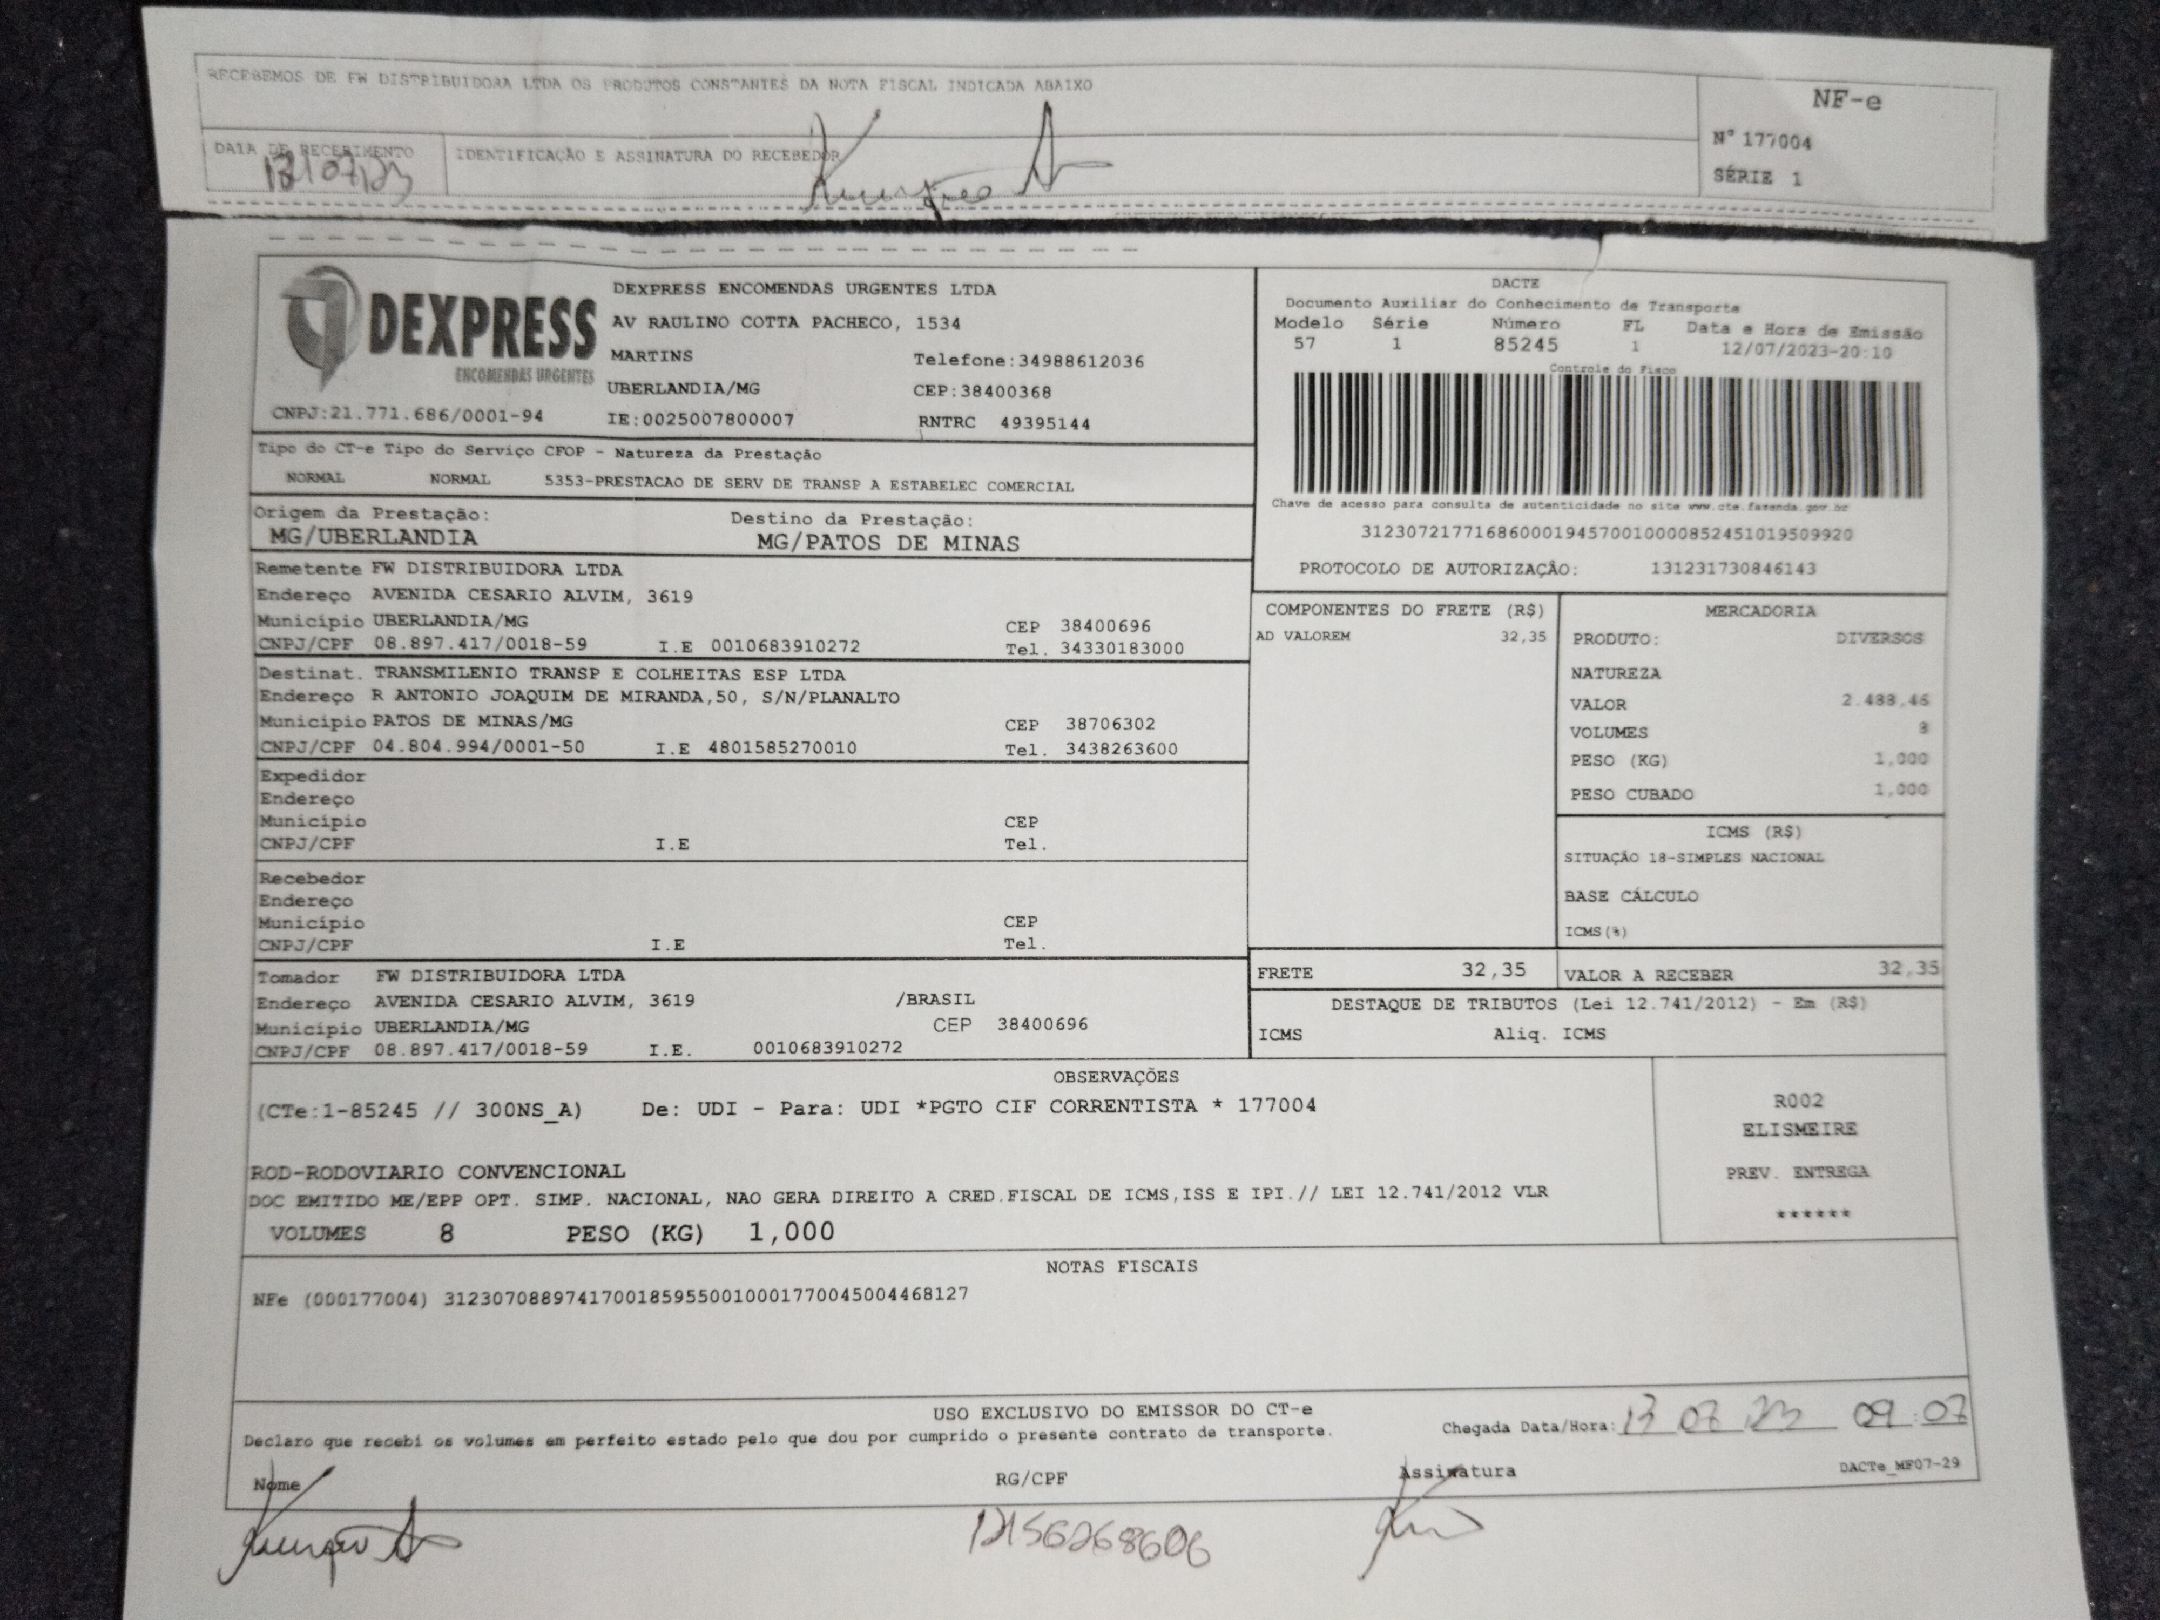 RECEBEMOS DE FW DISTRIBUIDORA LTDA OS PRODUTOS CONSTANTES DA NOTA FISCAL INDICADA ABAIXO
NF-e
Nº 177004
SÉRIE 1
DATA DE RECEBIMENTO
13/07/23
IDENTIFICAÇÃO E ASSINATURA DO RECEBEDOR
DEXPRESS
ENCOMENDAS URGENTES
CNPJ:21.771.686/0001-94
DEXPRESS ENCOMENDAS URGENTES LTDA
AV RAULINO COTTA PACHECO, 1534
MARTINS Telefone:34988612036
UBERLANDIA/MG CEP:38400368
IE:0025007800007 RNTRC 49395144
DACTE
Documento Auxiliar do Conhecimento de Transporte
Modelo Série Número FL Data e Hora de Emissão
57 1 85245 1 12/07/2023-20:10
Controle do Fisco
Chave de acesso para consulta de autenticidade no site www.cte.fazenda.gov.br
31230721771686000194570010000852451019509920
PROTOCOLO DE AUTORIZAÇÃO: 131231730846143
Tipo do CT-e Tipo do Serviço CFOP - Natureza da Prestação
NORMAL NORMAL 5353-PRESTACAO DE SERV DE TRANSP A ESTABELEC COMERCIAL
Origem da Prestação: Destino da Prestação:
MG/UBERLANDIA MG/PATOS DE MINAS
Remetente FW DISTRIBUIDORA LTDA
Endereço AVENIDA CESARIO ALVIM, 3619
Município UBERLANDIA/MG CEP 38400696
CNPJ/CPF 08.897.417/0018-59 I.E 0010683910272 Tel. 34330183000
Destinat. TRANSMILENIO TRANSP E COLHEITAS ESP LTDA
Endereço R ANTONIO JOAQUIM DE MIRANDA,50, S/N/PLANALTO
Município PATOS DE MINAS/MG CEP 38706302
CNPJ/CPF 04.804.994/0001-50 I.E 4801585270010 Tel. 3438263600
Expedidor
Endereço
Município CEP
CNPJ/CPF I.E Tel.
Recebedor
Endereço
Município CEP
CNPJ/CPF I.E Tel.
Tomador FW DISTRIBUIDORA LTDA
Endereço AVENIDA CESARIO ALVIM, 3619 /BRASIL
Município UBERLANDIA/MG CEP 38400696
CNPJ/CPF 08.897.417/0018-59 I.E. 0010683910272
COMPONENTES DO FRETE (R$)
AD VALOREM 32,35
MERCADORIA
PRODUTO: DIVERSOS
NATUREZA
VALOR 2.488,46
VOLUMES 8
PESO (KG) 1,000
PESO CUBADO 1,000
ICMS (R$)
SITUAÇÃO 18-SIMPLES NACIONAL
BASE CÁLCULO
ICMS(%)
FRETE 32,35 VALOR A RECEBER 32,35
DESTAQUE DE TRIBUTOS (Lei 12.741/2012) - Em (R$)
ICMS Aliq. ICMS
OBSERVAÇÕES
(CTe:1-85245 // 300NS_A) De: UDI - Para: UDI *PGTO CIF CORRENTISTA * 177004
ROD-RODOVIARIO CONVENCIONAL
DOC EMITIDO ME/EPP OPT. SIMP. NACIONAL, NAO GERA DIREITO A CRED.FISCAL DE ICMS,ISS E IPI.// LEI 12.741/2012 VLR
VOLUMES 8 PESO (KG) 1,000
R002
ELISMEIRE
PREV. ENTREGA
******
NOTAS FISCAIS
NFe (000177004) 31230708897417001859550010001770045004468127
USO EXCLUSIVO DO EMISSOR DO CT-e
Declaro que recebi os volumes em perfeito estado pelo que dou por cumprido o presente contrato de transporte.
Chegada Data/Hora: 13 07 23 09:07
Nome RG/CPF Assinatura DACTe_MF07-29
12156268606